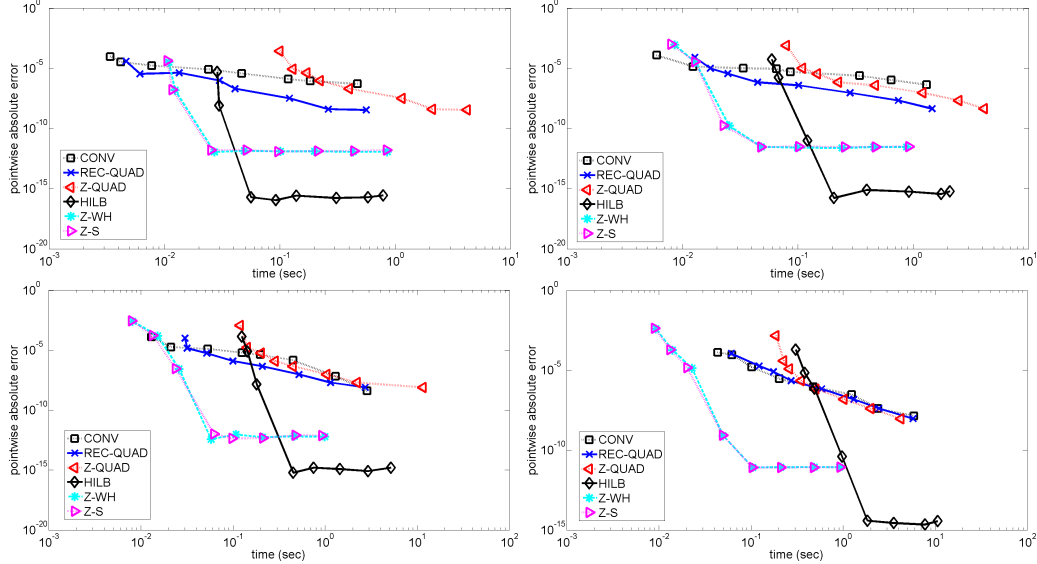 10^0
10^-5
10^-10
10^-15
10^-20
pointwise absolute error
CONV
REC-QUAD
Z-QUAD
HILB
Z-WH
Z-S
10^-3
10^-2
10^-1
10^0
10^1
time (sec)
10^0
10^-5
10^-10
10^-15
10^-20
pointwise absolute error
CONV
REC-QUAD
Z-QUAD
HILB
Z-WH
Z-S
10^-3
10^-2
10^-1
10^0
10^1
time (sec)
10^0
10^-5
10^-10
10^-15
10^-20
pointwise absolute error
CONV
REC-QUAD
Z-QUAD
HILB
Z-WH
Z-S
10^-3
10^-2
10^-1
10^0
10^1
10^2
time (sec)
10^0
10^-5
10^-10
10^-15
pointwise absolute error
CONV
REC-QUAD
Z-QUAD
HILB
Z-WH
Z-S
10^-3
10^-2
10^-1
10^0
10^1
10^2
time (sec)